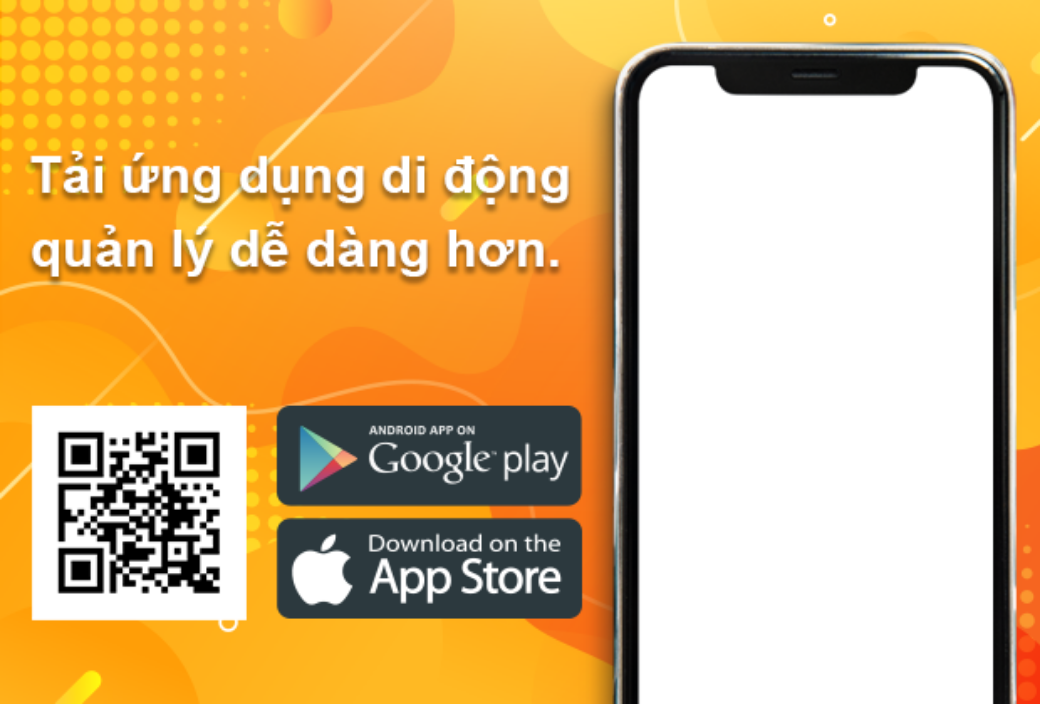 Tải ứng dụng di động
quản lý dễ dàng hơn.
ANDROID APP ON
Google play
Download on the
App Store